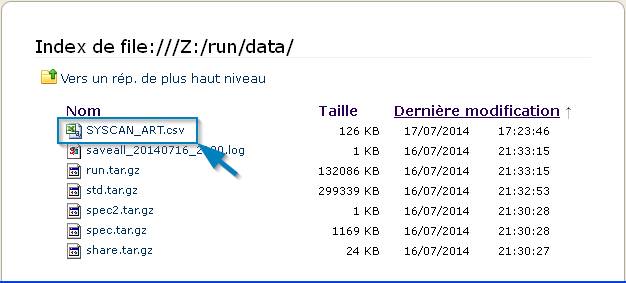 Index de file:///Z:/run/data/
Vers un rép. de plus haut niveau
Nom Taille Dernière modification ↑
SYSCAN_ART.csv 126 KB 17/07/2014 17:23:46
saveall_20140716_2 00.log 1 KB 16/07/2014 21:33:15
run.tar.gz 132086 KB 16/07/2014 21:33:15
std.tar.gz 299339 KB 16/07/2014 21:32:53
spec2.tar.gz 1 KB 16/07/2014 21:30:28
spec.tar.gz 1169 KB 16/07/2014 21:30:28
share.tar.gz 24 KB 16/07/2014 21:30:27